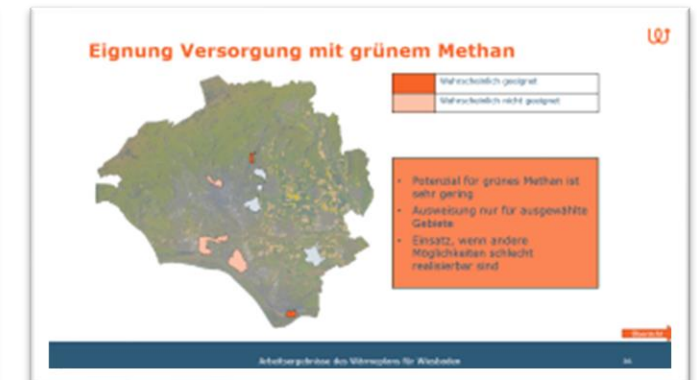 Eignung Versorgung mit grünem Methan
Wahrscheinlich geeignet
Wahrscheinlich nicht geeignet
• Potenzial für grünes Methan ist
sehr gering
• Ausweisung nur für ausgewählte
Gebiete
• Einsatz, wenn andere
Möglichkeiten schlecht
realisierbar sind
Übersicht
Arbeitsergebnisse des Wärmeplans für Wiesbaden